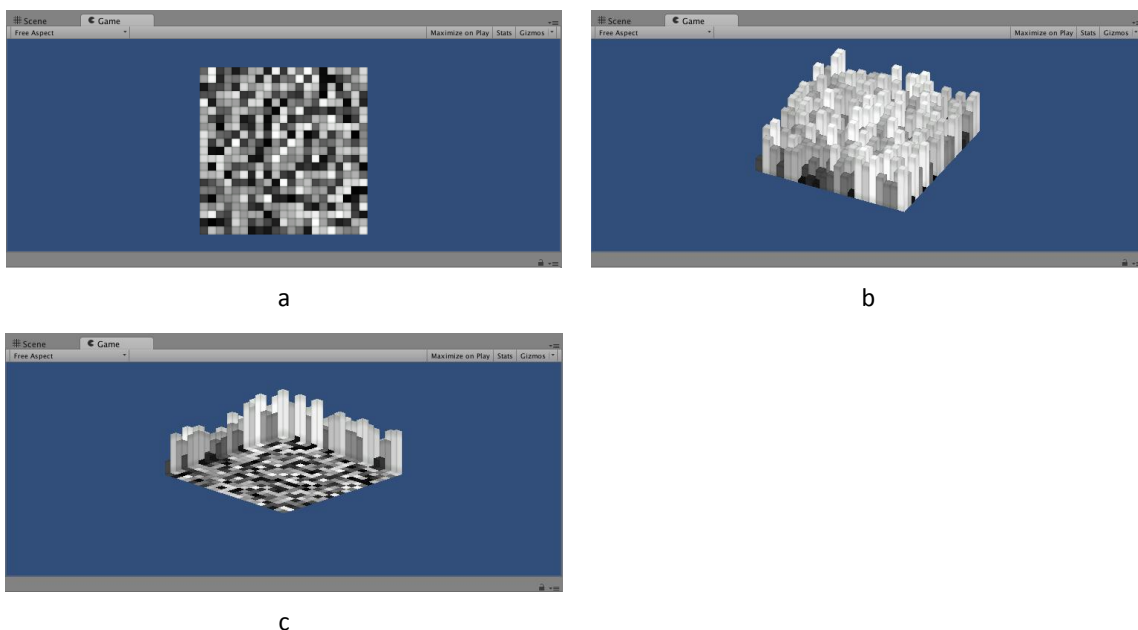 Scene Game
Free Aspect Maximize on Play Stats Gizmos
Scene Game
Free Aspect Maximize on Play Stats Gizmos
a
b
Scene Game
Free Aspect Maximize on Play Stats Gizmos
c